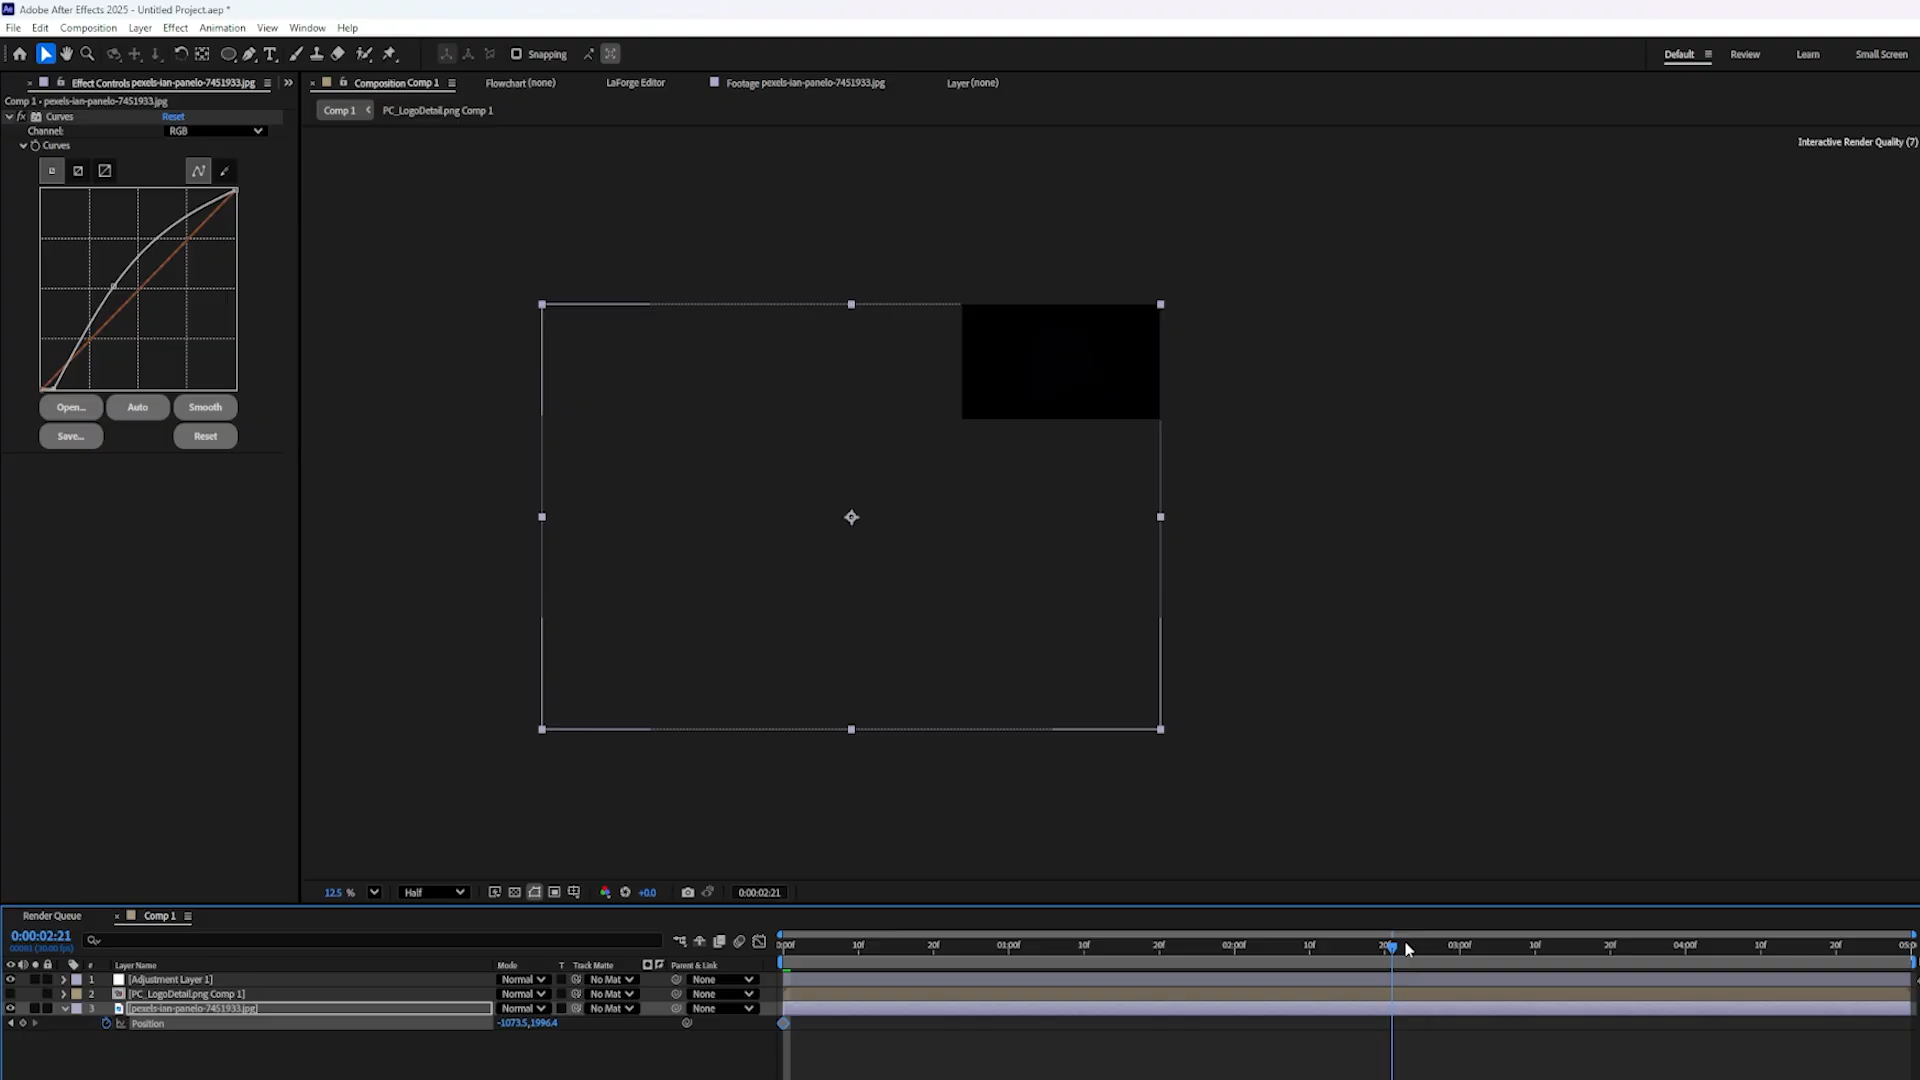 Adobe After Effects 2025 - Untitled Project.aep *
File Edit Composition Layer Effect Animation View Window Help
Snapping
Default Review Learn Small Screen
Effect Controls pexels-ian-panelo-7451933.jpg
Composition Comp 1 Flowchart (none) LaForge Editor Footage pexels-ian-panelo-7451933.jpg Layer (none)
Comp 1 • pexels-ian-panelo-7451933.jpg
Comp 1 PC_LogoDetail.png Comp 1
fx Curves Reset
Channel: RGB
Curves
Interactive Render Quality (7)
Open... Auto Smooth
Save... Reset
12.5 % Half +0.0 0:00:02:21
Render Queue Comp 1
0:00:02:21
10f 20f 01:00f 10f 20f 02:00f 10f 03:00f 10f 20f 04:00f 10f 20f
# Layer Name Mode T Track Matte Parent & Link
1 [Adjustment Layer 1] Normal No Mat None
2 [PC_LogoDetail.png Comp 1] Normal No Mat None
3 [pexels-ian-panelo-7451933.jpg] Normal No Mat None
Position -1073.5,1996.4